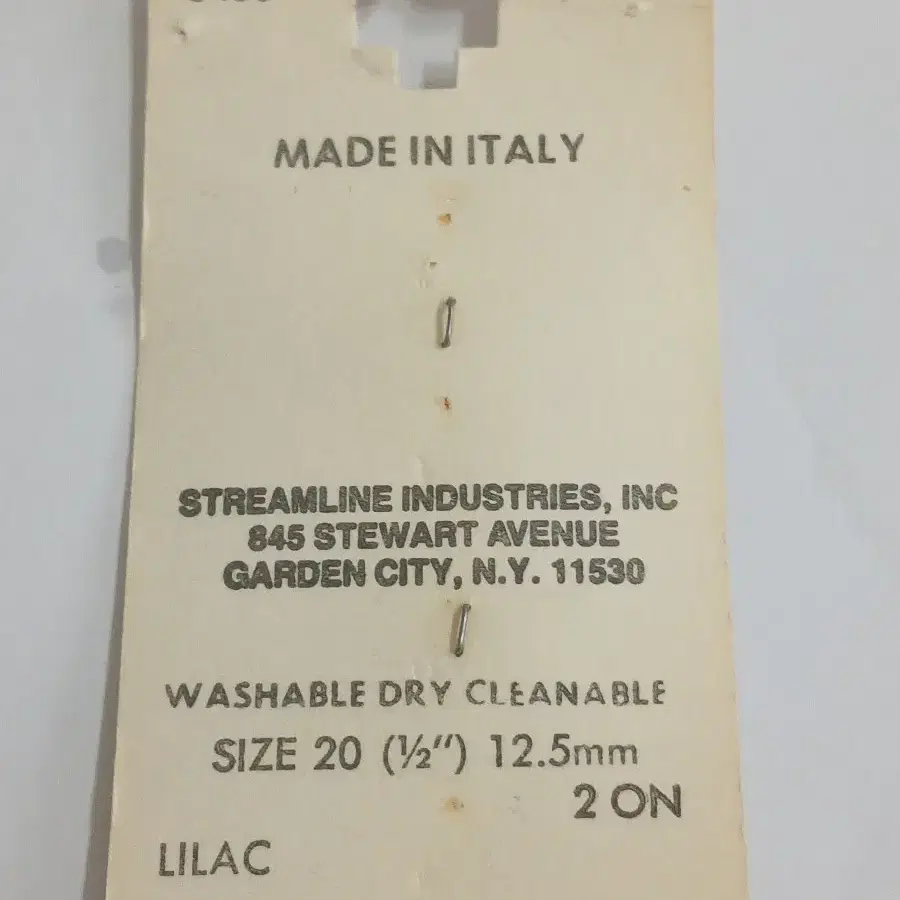 MADE IN ITALY
STREAMLINE INDUSTRIES, INC
845 STEWART AVENUE
GARDEN CITY, N.Y. 11530
WASHABLE DRY CLEANABLE
SIZE 20 (½") 12.5mm
2 ON
LILAC